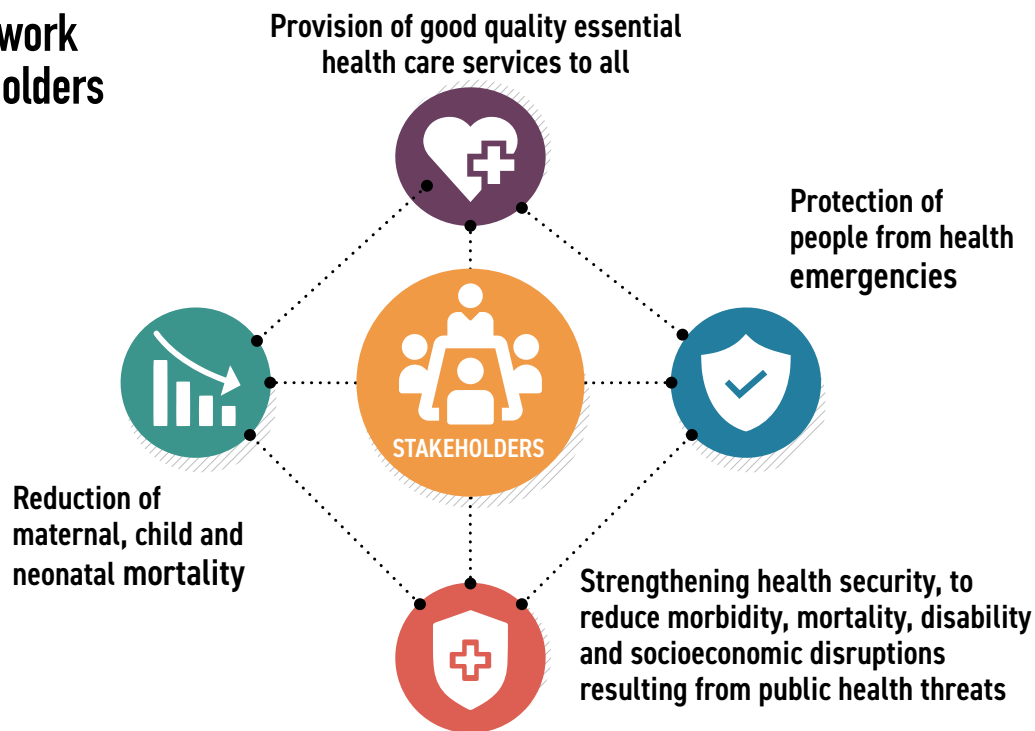 work
olders
Provision of good quality essential
health care services to all
Protection of
people from health
emergencies
STAKEHOLDERS
Reduction of
maternal, child and
neonatal mortality
Strengthening health security, to
reduce morbidity, mortality, disability
and socioeconomic disruptions
resulting from public health threats